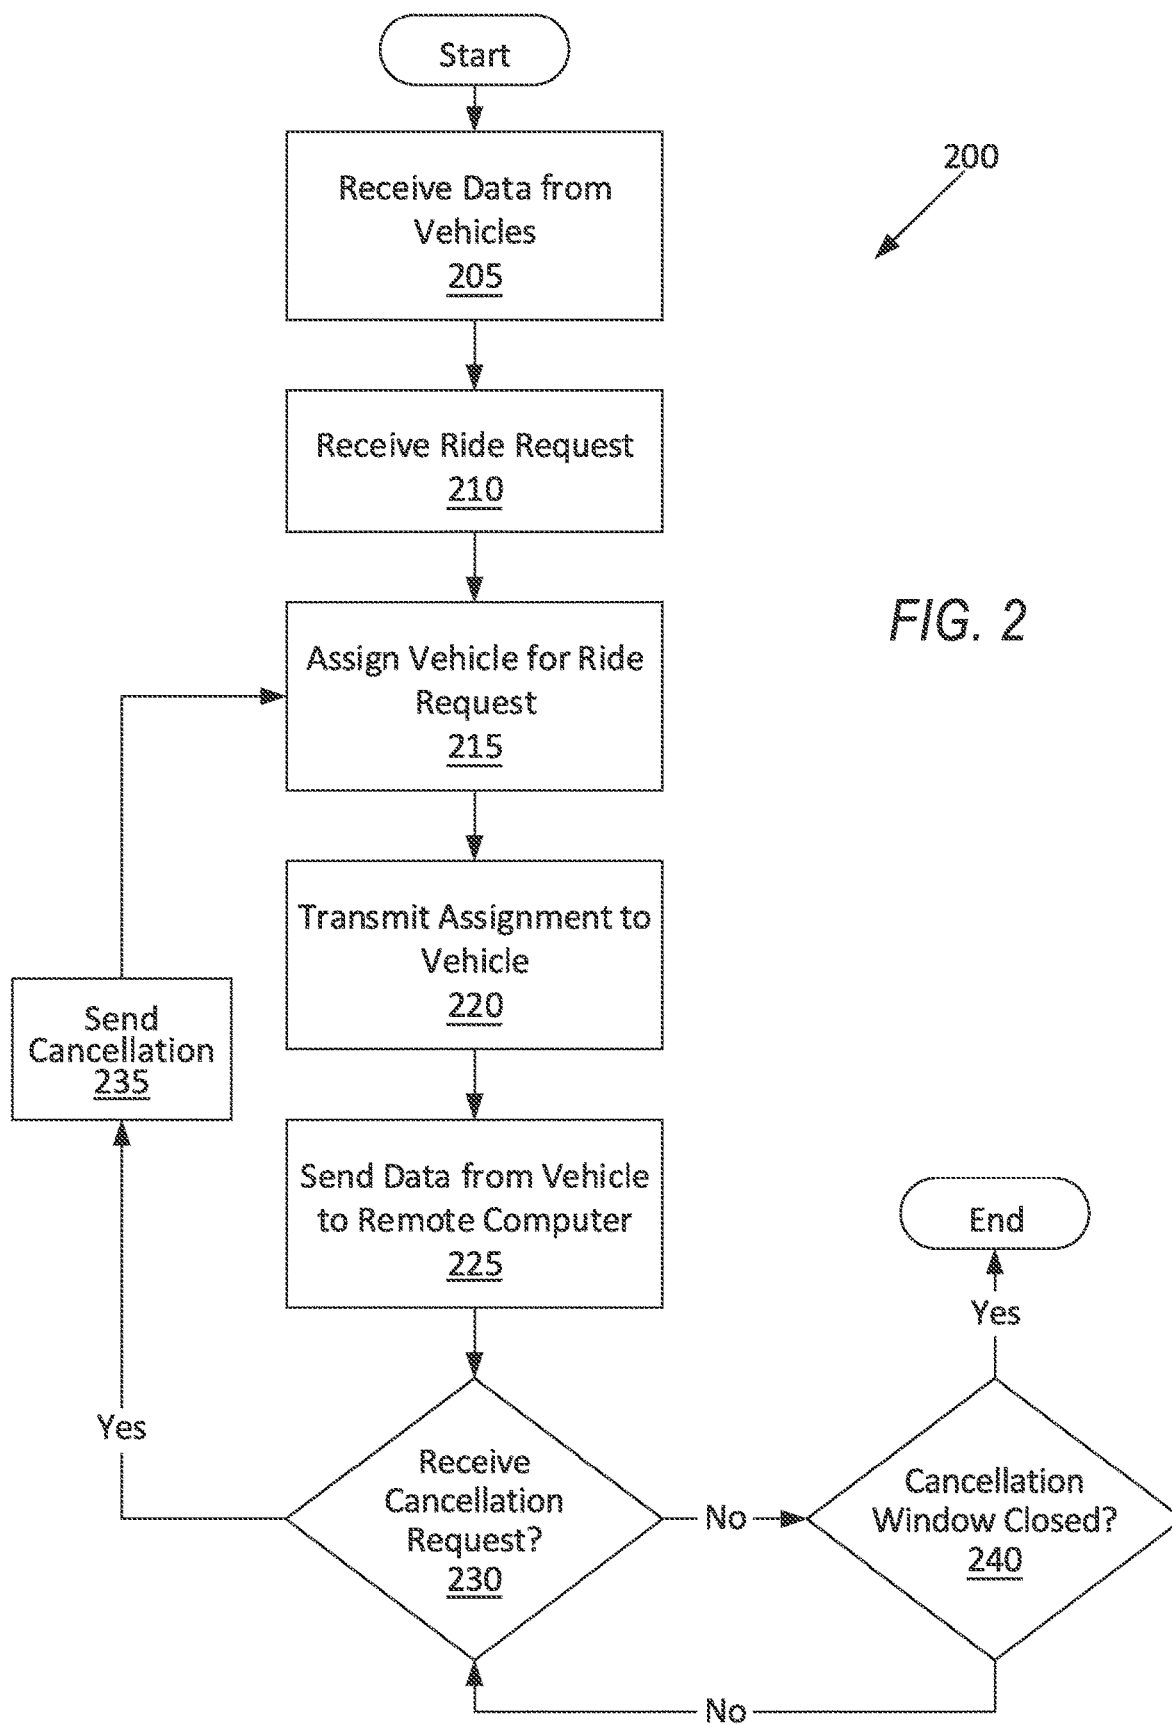 Start
200
Receive Data from
Vehicles
205
Receive Ride Request
210
FIG. 2
Assign Vehicle for Ride
Request
215
Transmit Assignment to
Vehicle
220
Send
Cancellation
235
Send Data from Vehicle
to Remote Computer
225
End
Yes
Yes
Receive
Cancellation
Request?
230
No
Cancellation
Window Closed?
240
No